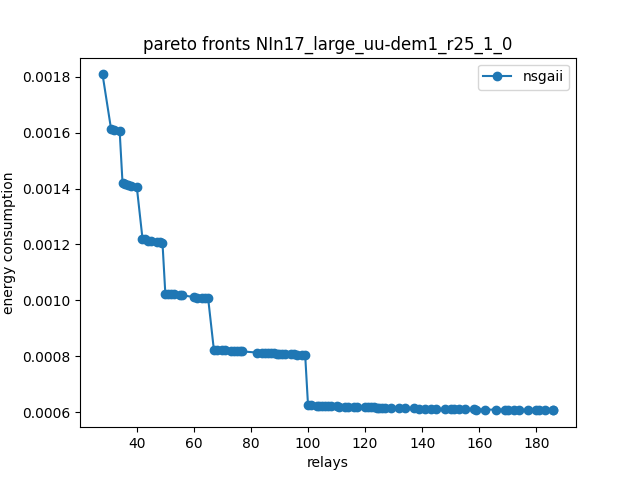 pareto fronts NIn17_large_uu-dem1_r25_1_0
nsgaii
energy consumption
0.0018
0.0016
0.0014
0.0012
0.0010
0.0008
0.0006
40 60 80 100 120 140 160 180
relays